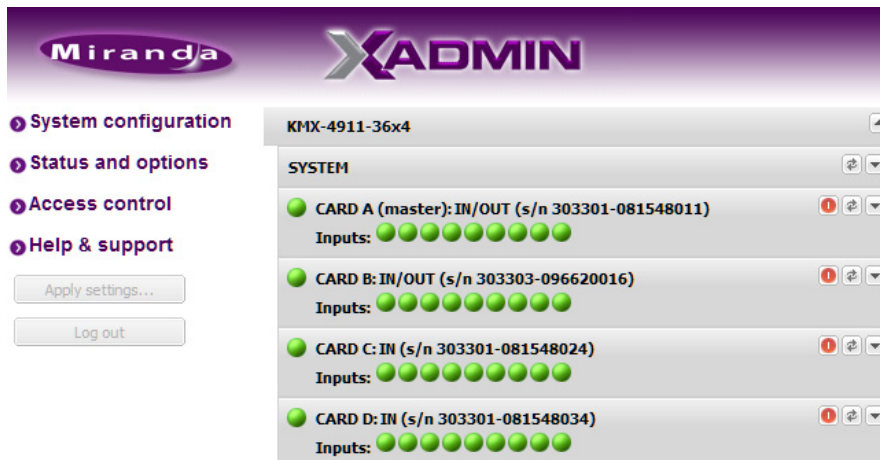 Miranda
XADMIN
System configuration
Status and options
Access control
Help & support
Apply settings...
Log out
KMX-4911-36x4
SYSTEM
CARD A (master): IN/OUT (s/n 303301-081548011)
Inputs:
CARD B: IN/OUT (s/n 303303-096620016)
Inputs:
CARD C: IN (s/n 303301-081548024)
Inputs:
CARD D: IN (s/n 303301-081548034)
Inputs: